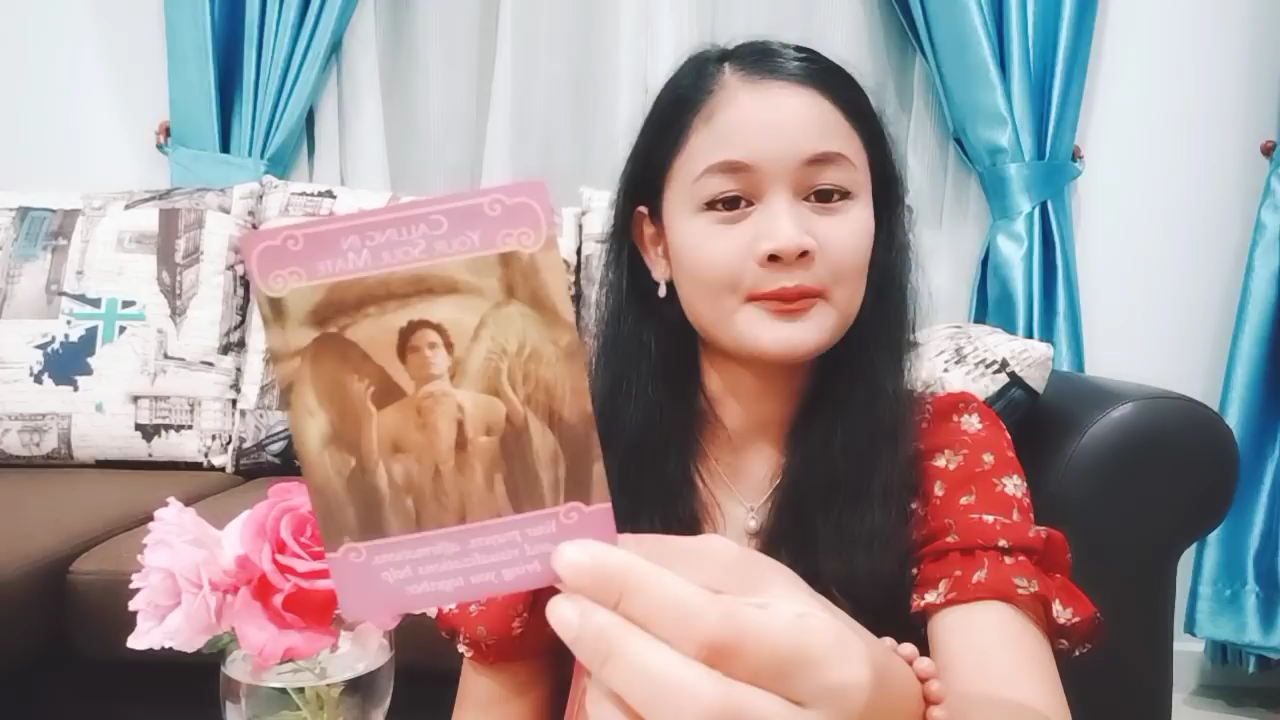 CALLING IN
YOUR SOUL MATE
Your prayers, affirmations,
and visualizations help
bring you together.